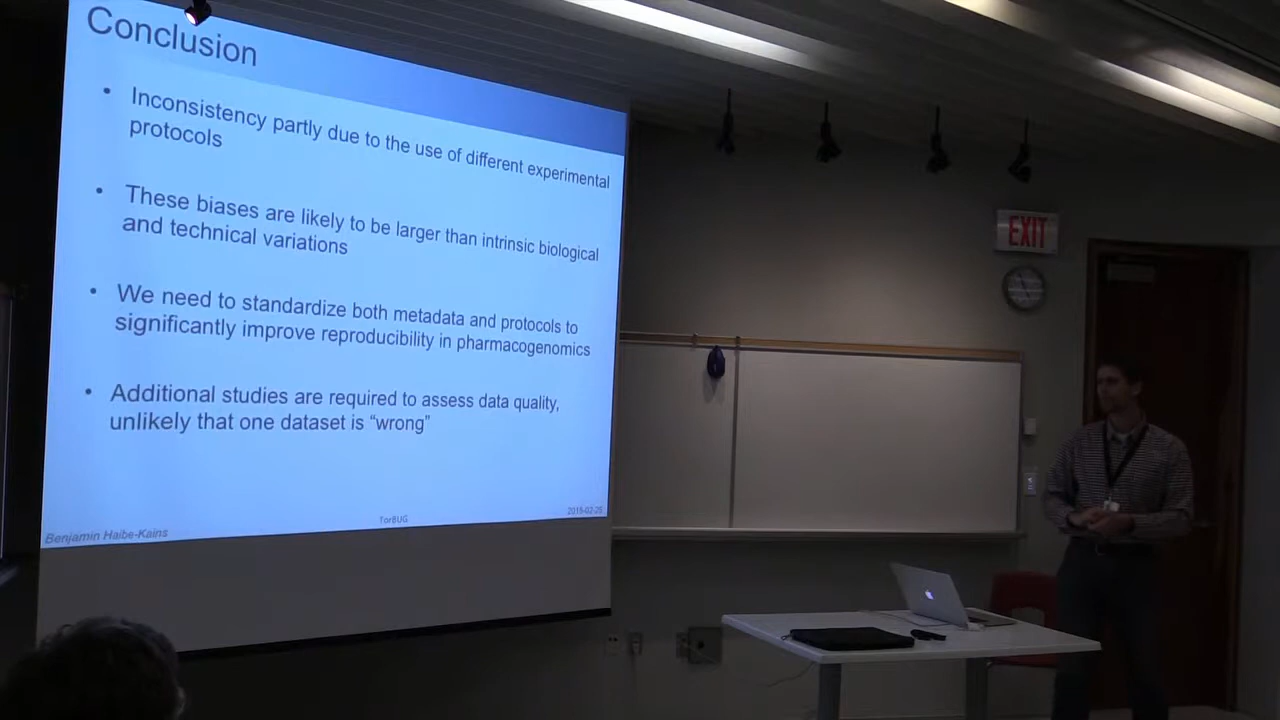 Conclusion
• Inconsistency partly due to the use of different experimental
protocols
• These biases are likely to be larger than intrinsic biological
and technical variations
• We need to standardize both metadata and protocols to
significantly improve reproducibility in pharmacogenomics
• Additional studies are required to assess data quality,
unlikely that one dataset is “wrong”
Benjamin Haibe-Kains
TorBUG
EXIT